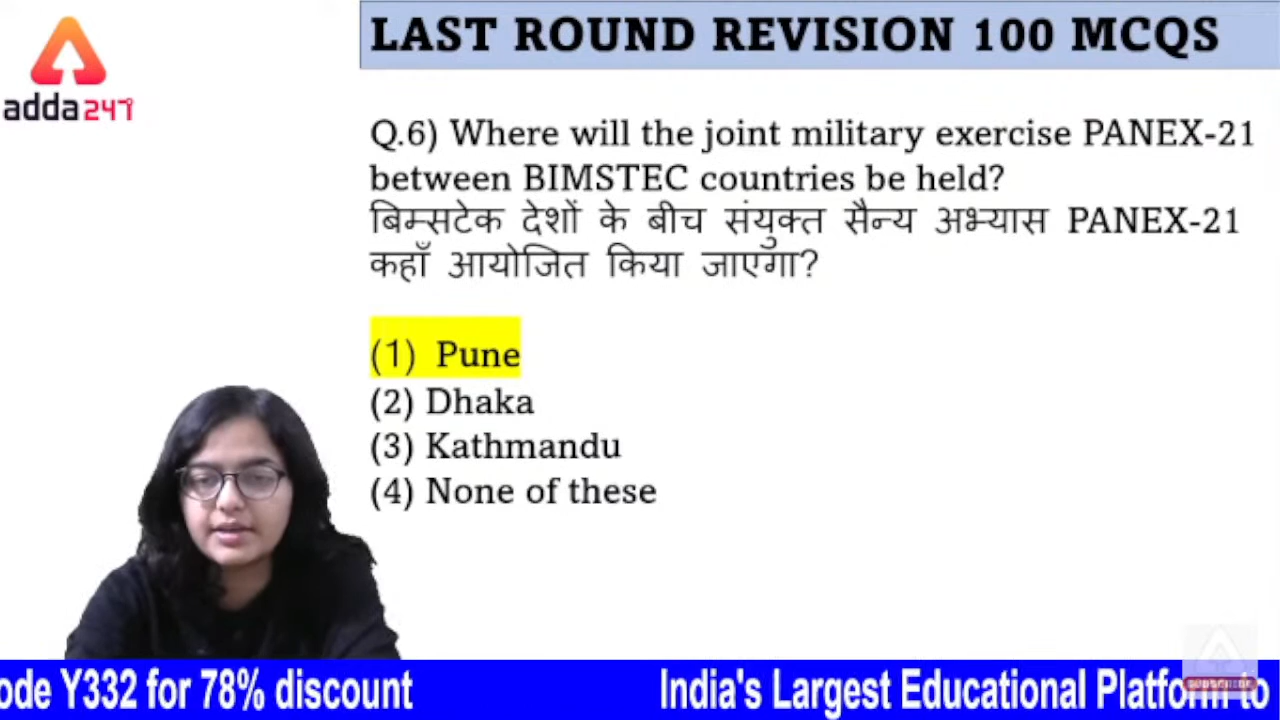 LAST ROUND REVISION 100 MCQS
adda247
Q.6) Where will the joint military exercise PANEX-21
between BIMSTEC countries be held?
बिम्सटेक देशों के बीच संयुक्त सैन्य अभ्यास PANEX-21
कहाँ आयोजित किया जाएगा?
(1) Pune
(2) Dhaka
(3) Kathmandu
(4) None of these
SUBSCRIBE
ode Y332 for 78% discount India's Largest Educational Platform to